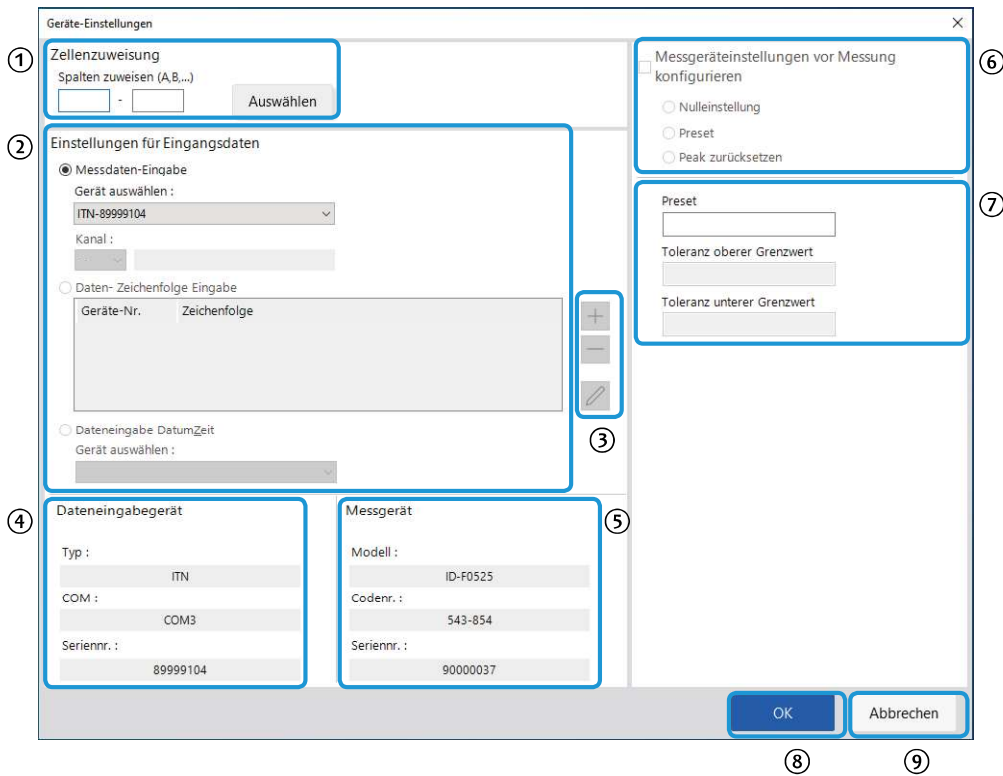 Geräte-Einstellungen
①
Zellenzuweisung
Spalten zuweisen (A,B,...)
-
Auswählen
②
Einstellungen für Eingangsdaten
Messdaten-Eingabe
Gerät auswählen :
ITN-89999104
Kanal :
Daten- Zeichenfolge Eingabe
Geräte-Nr. Zeichenfolge
③
Dateneingabe DatumZeit
Gerät auswählen :
④
Dateneingabegerät
Typ :
ITN
COM :
COM3
Seriennr. :
89999104
Messgerät
⑤
Modell :
ID-F0525
Codenr. :
543-854
Seriennr. :
90000037
Messgeräteinstellungen vor Messung
konfigurieren
⑥
Nulleinstellung
Preset
Peak zurücksetzen
⑦
Preset
Toleranz oberer Grenzwert
Toleranz unterer Grenzwert
OK
Abbrechen
⑧
⑨